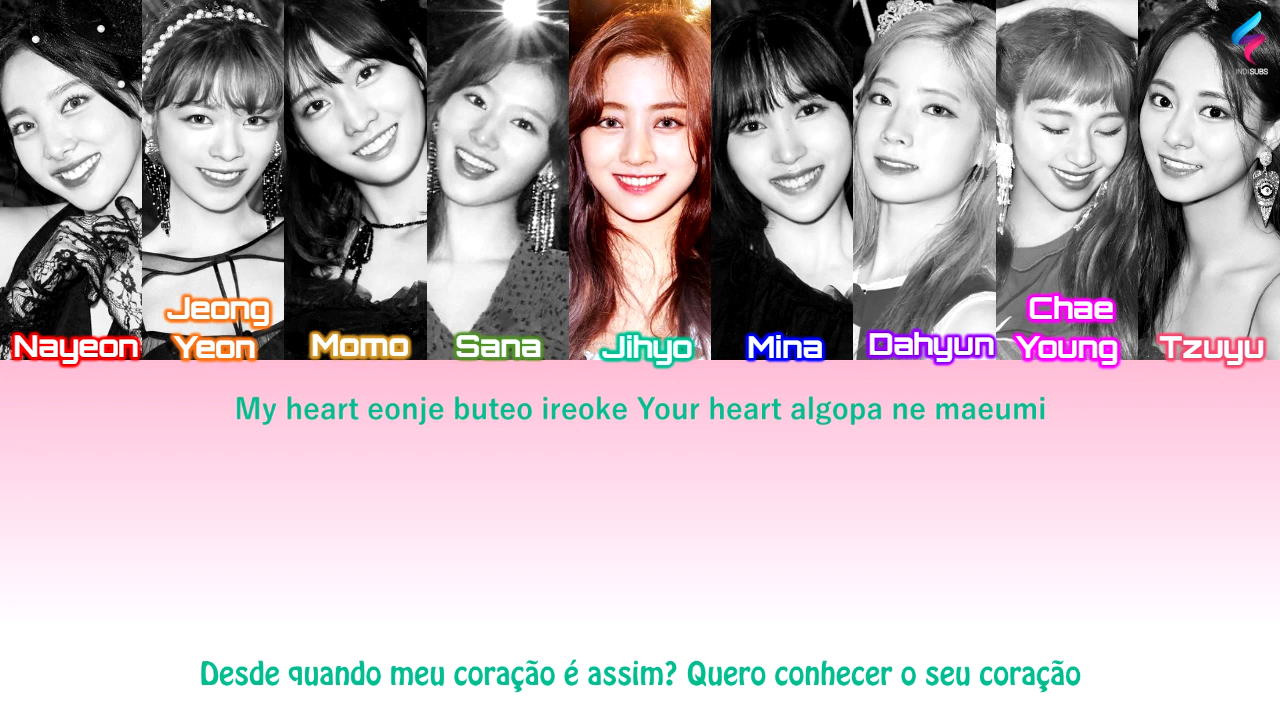 INDISUBS
Nayeon
Jeong
Yeon
Momo
Sana
Jihyo
Mina
Dahyun
Chae
Young
Tzuyu
My heart eonje buteo ireoke Your heart algopa ne maeumi
Desde quando meu coração é assim? Quero conhecer o seu coração